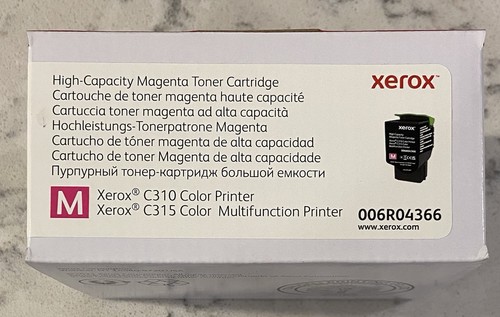 High-Capacity Magenta Toner Cartridge
Cartouche de toner magenta haute capacité
Cartuccia toner magenta ad alta capacità
Hochleistungs-Tonerpatrone Magenta
Cartucho de tóner magenta de alta capacidad
Cartucho de toner Magenta de alta capacidade
Пурпурный тонер-картридж большой емкости
M
Xerox® C310 Color Printer
Xerox® C315 Color Multifunction Printer
xerox™
xerox
006R04366
www.xerox.com